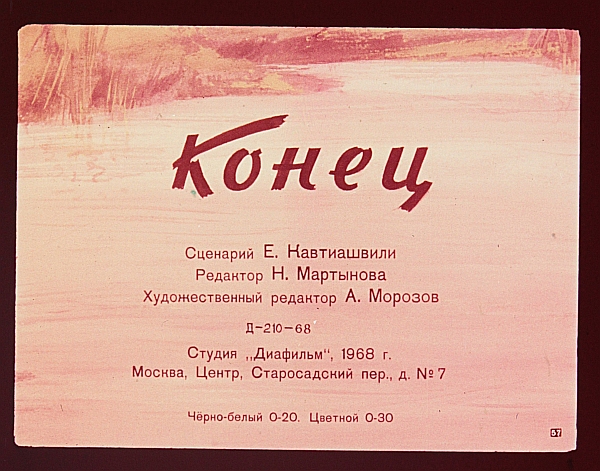 Конец
Сценарий Е. Кавтиашвили
Редактор Н. Мартынова
Художественный редактор А. Морозов
Д-210-68
Студия „Диафильм“, 1968 г.
Москва, Центр, Старосадский пер., д. № 7
Чёрно-белый 0-20. Цветной 0-30
57